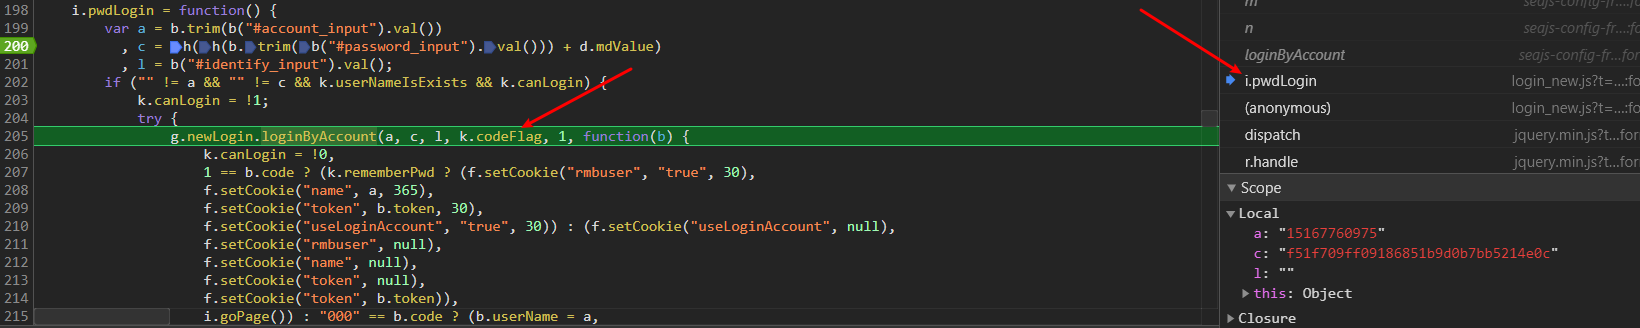 198 i.pwdLogin = function() {
199 var a = b.trim(b("#account_input").val())
200 , c = h(h(b.trim(b("#password_input").val())) + d.mdValue)
201 , l = b("#identify_input").val();
202 if ("" != a && "" != c && k.userNameIsExists && k.canLogin) {
203 k.canLogin = !1;
204 try {
205 g.newLogin.loginByAccount(a, c, l, k.codeFlag, 1, function(b) {
206 k.canLogin = !0,
207 1 == b.code ? (k.rememberPwd ? (f.setCookie("rmbuser", "true", 30),
208 f.setCookie("name", a, 365),
209 f.setCookie("token", b.token, 30),
210 f.setCookie("useLoginAccount", "true", 30)) : (f.setCookie("useLoginAccount", null),
211 f.setCookie("rmbuser", null),
212 f.setCookie("name", null),
213 f.setCookie("token", null),
214 f.setCookie("token", b.token)),
215 i.goPage()) : "000" == b.code ? (b.userName = a,
m seajs-config-fr...:for
n seajs-config-fr...:for
loginByAccount seajs-config-fr...:for
i.pwdLogin login_new.js?t=...:for
(anonymous) login_new.js?t=...:for
dispatch jquery.min.js?t...:forn
r.handle jquery.min.js?t...:forn
Scope
Local
a: "15167760975"
c: "f51f709ff09186851b9d0b7bb5214e0c"
l: ""
this: Object
Closure